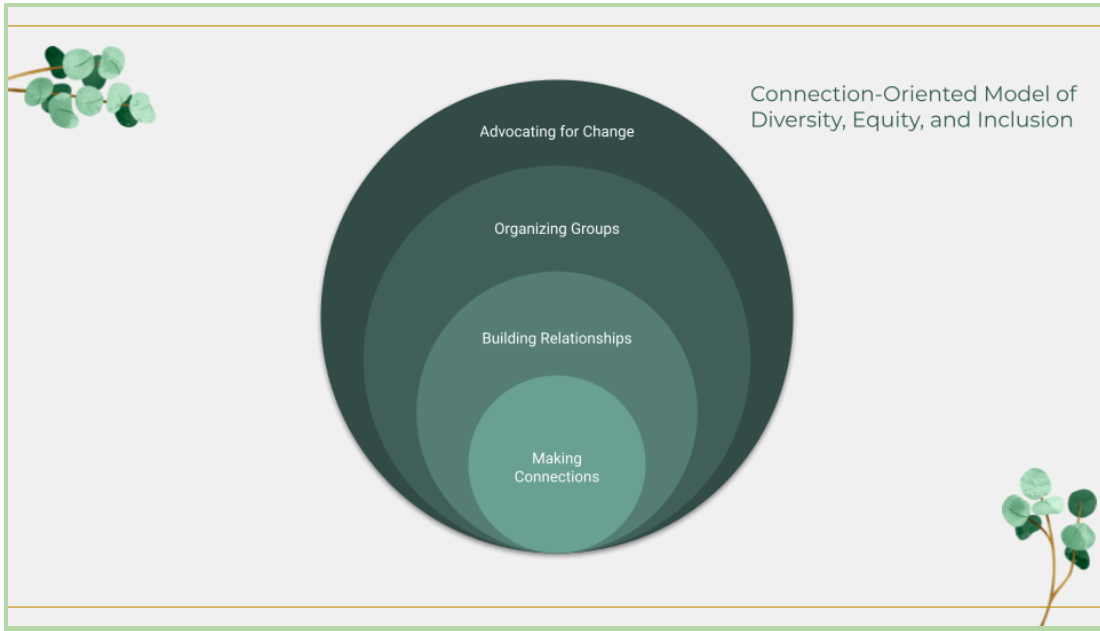 Connection-Oriented Model of
Diversity, Equity, and Inclusion
Advocating for Change
Organizing Groups
Building Relationships
Making
Connections